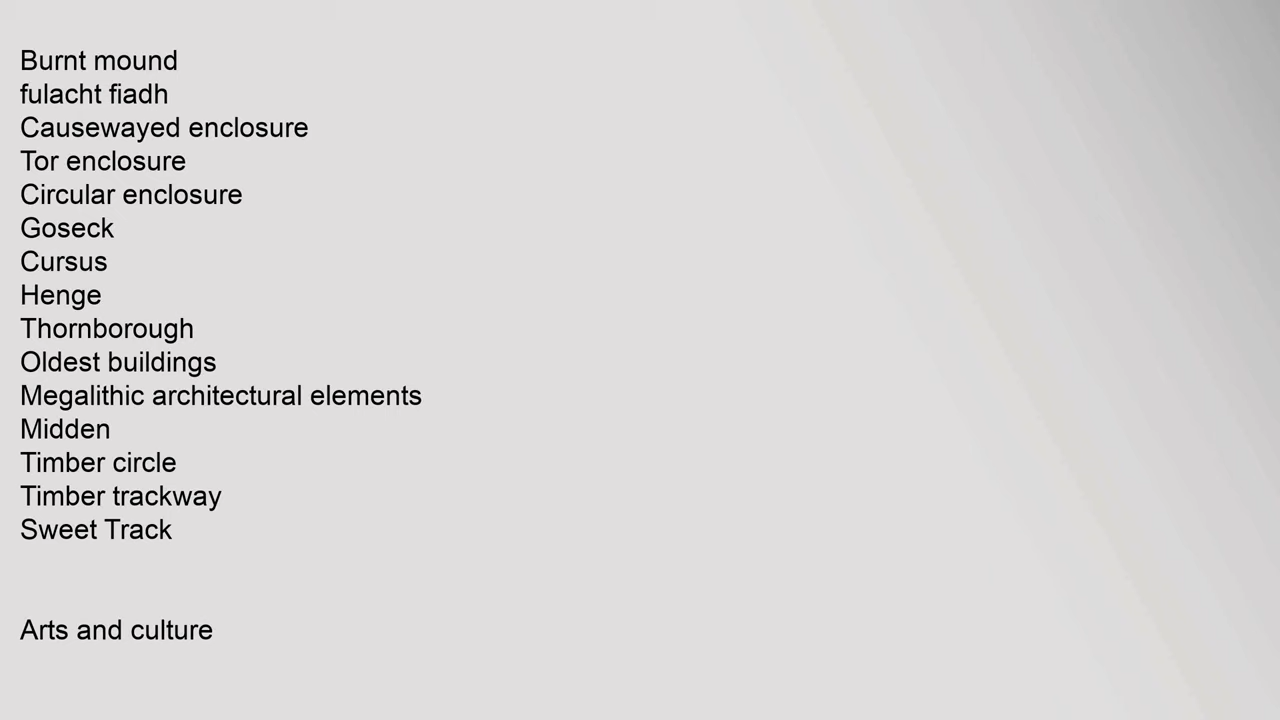 Burnt mound
fulacht fiadh
Causewayed enclosure
Tor enclosure
Circular enclosure
Goseck
Cursus
Henge
Thornborough
Oldest buildings
Megalithic architectural elements
Midden
Timber circle
Timber trackway
Sweet Track
Arts and culture